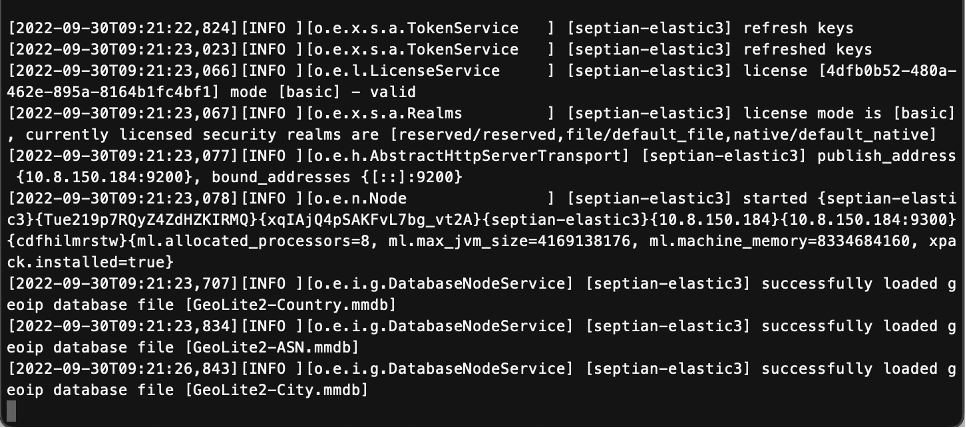 [2022-09-30T09:21:22,824][INFO ][o.e.x.s.a.TokenService   ] [septian-elastic3] refresh keys
[2022-09-30T09:21:23,023][INFO ][o.e.x.s.a.TokenService   ] [septian-elastic3] refreshed keys
[2022-09-30T09:21:23,066][INFO ][o.e.l.LicenseService     ] [septian-elastic3] license [4dfb0b52-480a-
462e-895a-8164b1fc4bf1] mode [basic] - valid
[2022-09-30T09:21:23,067][INFO ][o.e.x.s.a.Realms         ] [septian-elastic3] license mode is [basic]
, currently licensed security realms are [reserved/reserved,file/default_file,native/default_native]
[2022-09-30T09:21:23,077][INFO ][o.e.h.AbstractHttpServerTransport] [septian-elastic3] publish_address
 {10.8.150.184:9200}, bound_addresses {[::]:9200}
[2022-09-30T09:21:23,078][INFO ][o.e.n.Node               ] [septian-elastic3] started {septian-elasti
c3}{Tue219p7RQyZ4ZdHZKIRMQ}{xqIAjQ4pSAKFvL7bg_vt2A}{septian-elastic3}{10.8.150.184}{10.8.150.184:9300}
{cdfhilmrstw}{ml.allocated_processors=8, ml.max_jvm_size=4169138176, ml.machine_memory=8334684160, xpa
ck.installed=true}
[2022-09-30T09:21:23,707][INFO ][o.e.i.g.DatabaseNodeService] [septian-elastic3] successfully loaded g
eoip database file [GeoLite2-Country.mmdb]
[2022-09-30T09:21:23,834][INFO ][o.e.i.g.DatabaseNodeService] [septian-elastic3] successfully loaded g
eoip database file [GeoLite2-ASN.mmdb]
[2022-09-30T09:21:26,843][INFO ][o.e.i.g.DatabaseNodeService] [septian-elastic3] successfully loaded g
eoip database file [GeoLite2-City.mmdb]